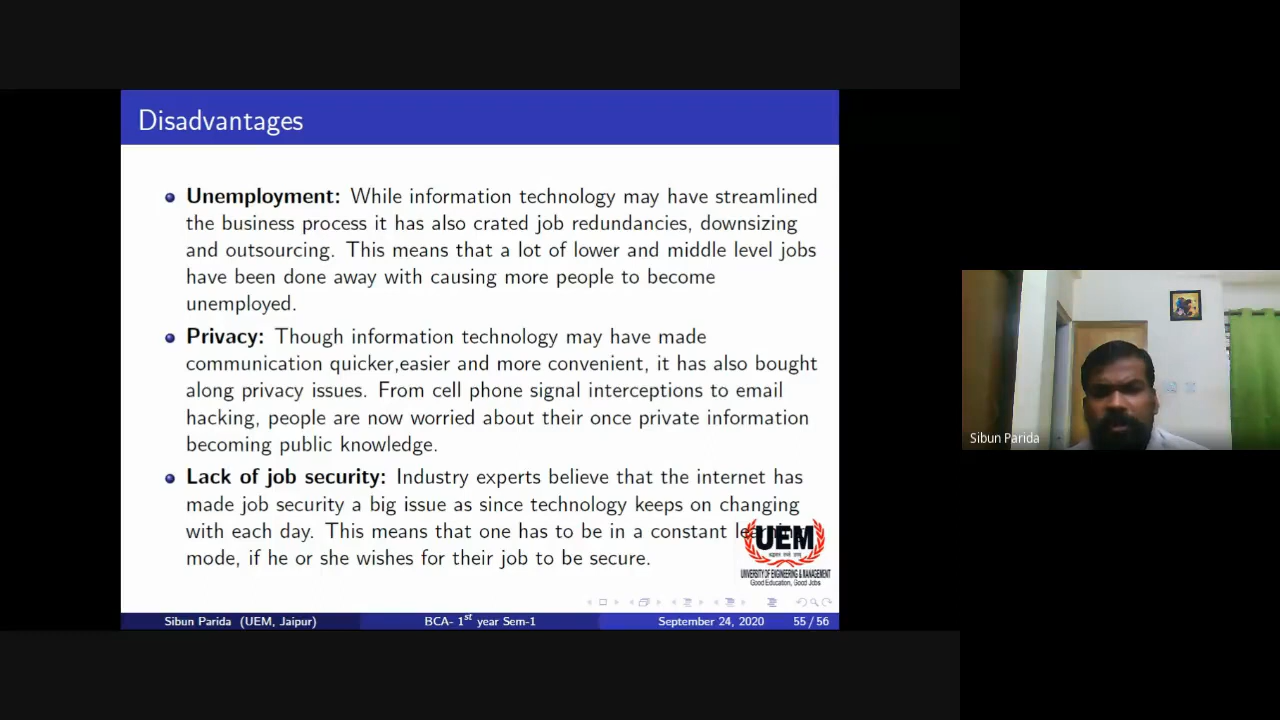 Disadvantages
Unemployment: While information technology may have streamlined
the business process it has also crated job redundancies, downsizing
and outsourcing. This means that a lot of lower and middle level jobs
have been done away with causing more people to become
unemployed.
Privacy: Though information technology may have made
communication quicker,easier and more convenient, it has also bought
along privacy issues. From cell phone signal interceptions to email
hacking, people are now worried about their once private information
becoming public knowledge.
Lack of job security: Industry experts believe that the internet has
made job security a big issue as since technology keeps on changing
with each day. This means that one has to be in a constant learning
mode, if he or she wishes for their job to be secure.
UEM
UNIVERSITY OF ENGINEERING & MANAGEMENT
Good Education, Good Jobs
Sibun Parida (UEM, Jaipur) BCA- 1st year Sem-1 September 24, 2020 55 / 56
Sibun Parida